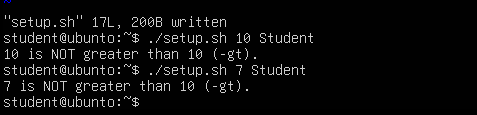 ~
"setup.sh" 17L, 200B written
student@ubunto:~$ ./setup.sh 10 Student
10 is NOT greater than 10 (-gt).
student@ubunto:~$ ./setup.sh 7 Student
7 is NOT greater than 10 (-gt).
student@ubunto:~$